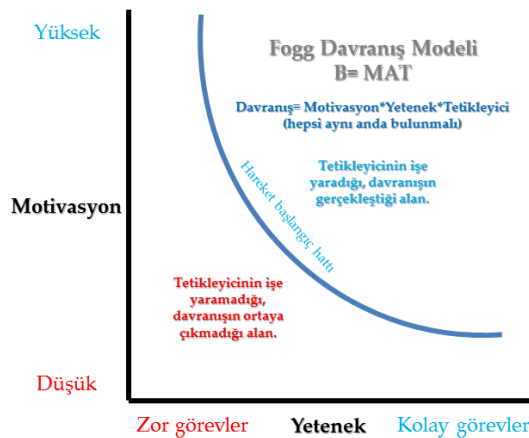 Yüksek
Fogg Davranış Modeli
B= MAT
Davranış= Motivasyon*Yetenek*Tetikleyici
(hepsi aynı anda bulunmalı)
Tetikleyicinin işe
yaradığı, davranışın
gerçekleştiği alan.
Hareket başlangıç hattı
Motivasyon
Tetikleyicinin işe
yaramadığı,
davranışın ortaya
çıkmadığı alan.
Düşük
Zor görevler
Yetenek
Kolay görevler